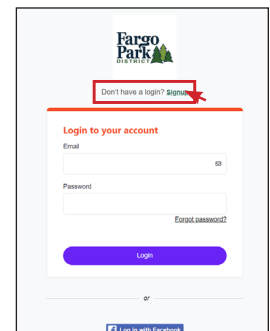 Fargo
Park
DISTRICT
Don't have a login? Signup
Login to your account
Email
Password
Forgot password?
Login
or
Log in with Facebook